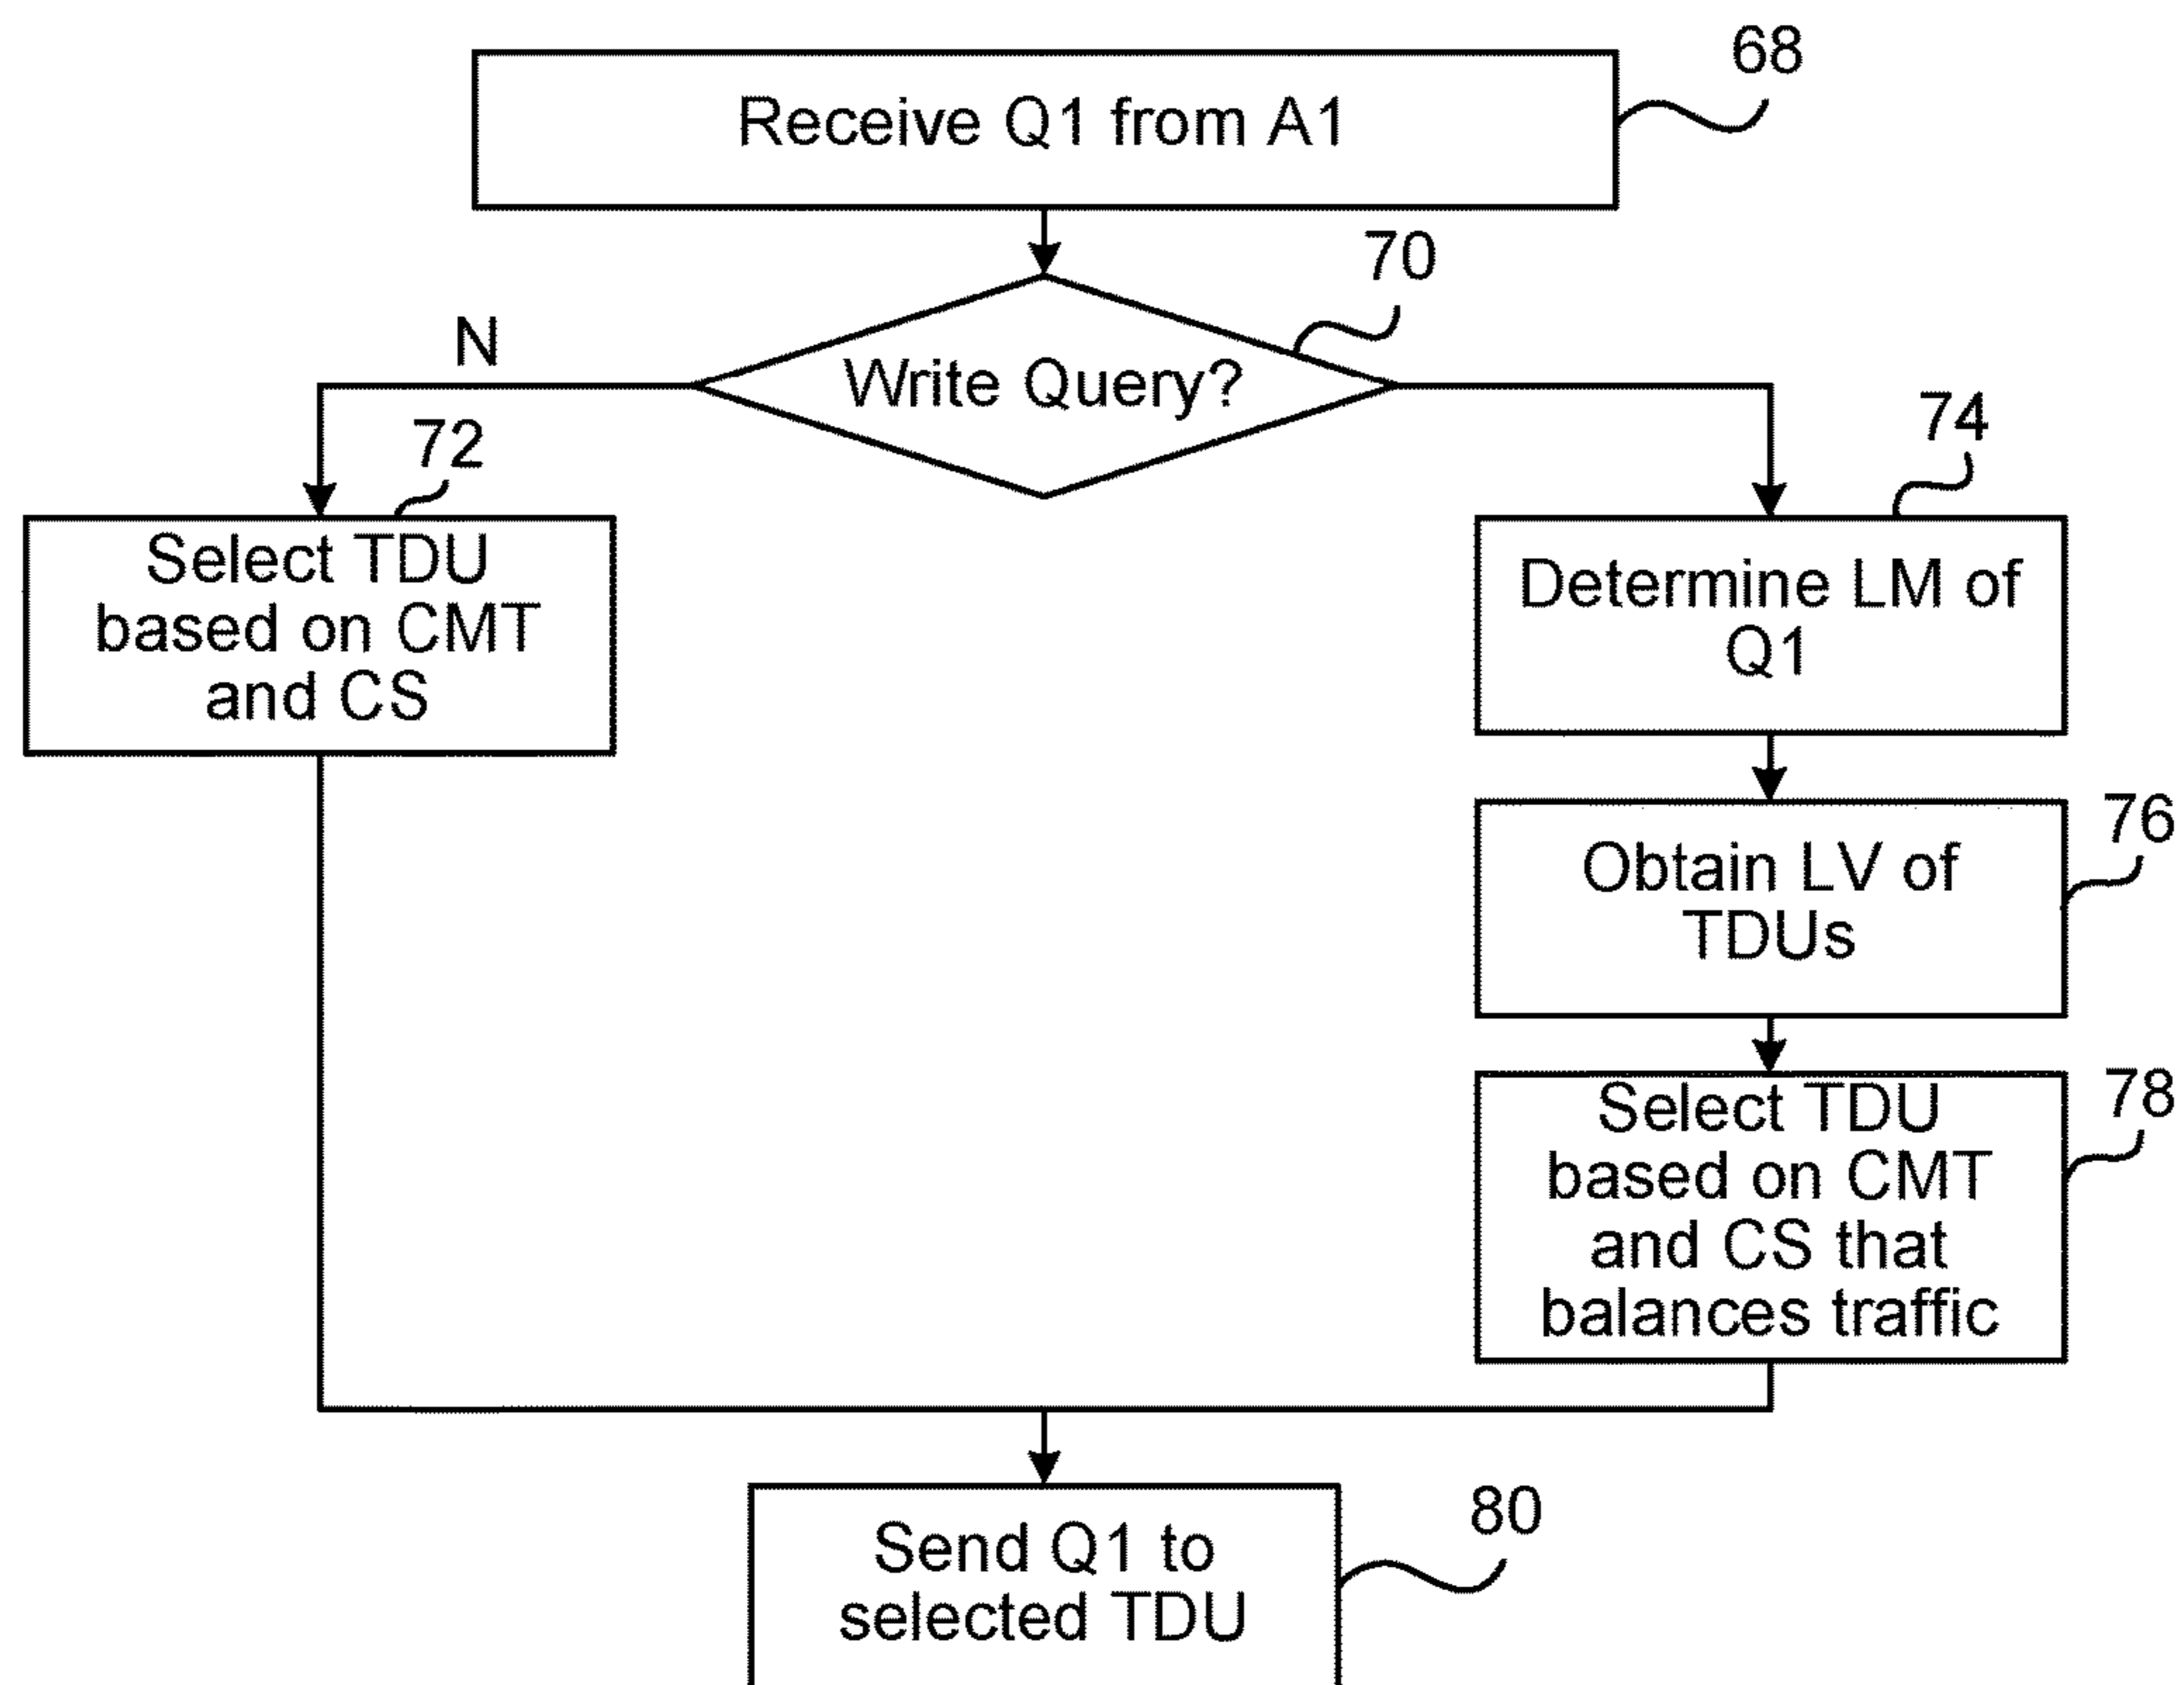 68
Receive Q1 from A1
70
N
Write Query?
72
74
Select TDU
based on CMT
and CS
Determine LM of
Q1
76
Obtain LV of
TDUs
78
Select TDU
based on CMT
and CS that
balances traffic
80
Send Q1 to
selected TDU